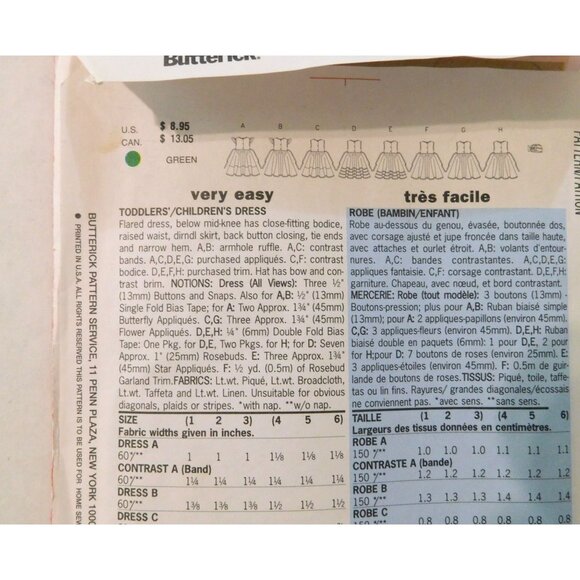 Butterick
U.S. $ 8.95
CAN. $ 13.05
GREEN
A B C D E F G H
very easy
TODDLERS'/CHILDREN'S DRESS
Flared dress, below mid-knee has close-fitting bodice,
raised waist, dirndl skirt, back button closing, tie ends
and narrow hem. A,B: armhole ruffle. A,C: contrast
bands. A,C,D,E,G: purchased appliqués. C,F: contrast
bodice. D,E,F,H: purchased trim. Hat has bow and con-
trast brim. NOTIONS: Dress (All Views): Three ½"
(13mm) Buttons and Snaps. Also for A,B: ½" (13mm)
Single Fold Bias Tape; for A: Two Approx. 1¾" (45mm)
Butterfly Appliqués. C,G: Three Approx. 1¾" (45mm)
Flower Appliqués. D,E,H: ¼" (6mm) Double Fold Bias
Tape: One Pkg. for D,E, Two Pkgs. for H; for D: Seven
Approx. 1" (25mm) Rosebuds. E: Three Approx. 1¾"
(45mm) Star Appliqués. F: ½ yd. (0.5m) of Rosebud
Garland Trim.FABRICS: Lt.wt. Piqué, Lt.wt. Broadcloth,
Lt.wt. Taffeta and Lt.wt. Linen. Unsuitable for obvious
diagonals, plaids or stripes. *with nap. **w/o nap.
SIZE (1 2 3) (4 5 6)
Fabric widths given in inches.
DRESS A
60*/** 1 1 1 1⅛ 1⅛ 1⅛
CONTRAST A (Band)
60*/** 1¼ 1¼ 1¼ 1¼ 1¼ 1¼
DRESS B
60*/** 1⅜ 1⅜ 1⅜ 1½ 1½ 1½
DRESS C
très facile
ROBE (BAMBIN/ENFANT)
Robe au-dessous du genou, évasée, boutonnée dos,
avec corsage ajusté et jupe froncée dans taille haute,
avec attaches et ourlet étroit. A,B: volants d'entour-
nures. A,C: bandes contrastantes. A,C,D,E,G:
appliques fantaisie. C,F: corsage contrastant. D,E,F,H:
garniture. Chapeau, avec nœud, et bord contrastant.
MERCERIE: Robe (tout modèle): 3 boutons (13mm) -
Boutons-pression; plus pour A,B: Ruban biaisé simple
(13mm); pour A: 2 appliques-papillons (environ 45mm).
C,G: 3 appliques-fleurs (environ 45mm). D,E,H: Ruban
biaisé double en paquets (6mm): 1 pour D,E, 2 pour
for H;pour D: 7 boutons de roses (environ 25mm). E:
3 appliques-étoiles (environ 45mm). F: 0.5m de guir-
lande de boutons de roses.TISSUS: Piqué, toile, taffe-
tas ou lin fins. Rayures/ grandes diagonales/écossais
ne conviennent pas. *avec sens. **sans sens.
TAILLE (1 2 3) (4 5 6)
Largeurs des tissus données en centimètres.
ROBE A
150 */** 1.0 1.0 1.0 1.1 1.1 1.1
CONTRASTE A (bande)
150 */** 1.2 1.2 1.2 1.2 1.2 1.2
ROBE B
150 */** 1.3 1.3 1.3 1.4 1.4 1.4
ROBE C
0.8 0.8 0.8 0.8 0.8
BUTTERICK PATTERN SERVICE, 11 PENN PLAZA, NEW YORK
● PRINTED IN U.S.A. ALL RIGHTS RESERVED THIS PATTERN IS TO BE USED FOR HOME